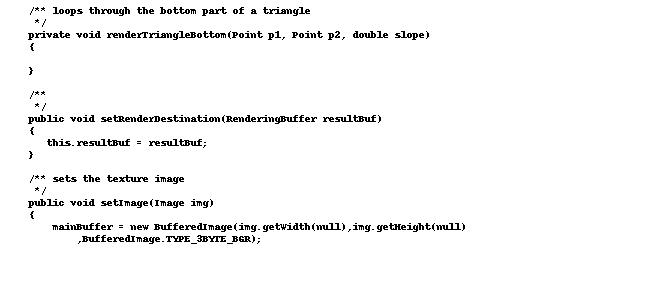 /** loops through the bottom part of a triangle
*/
private void renderTriangleBottom(Point p1, Point p2, double slope)
{
}
/**
*/
public void setRenderDestination(RenderingBuffer resultBuf)
{
this.resultBuf = resultBuf;
}
/** sets the texture image
*/
public void setImage(Image img)
{
mainBuffer = new BufferedImage(img.getWidth(null),img.getHeight(null)
,BufferedImage.TYPE_3BYTE_BGR);